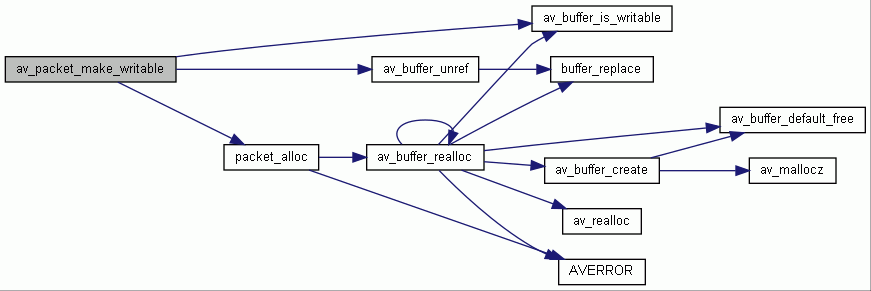 av_buffer_is_writable
av_packet_make_writable
av_buffer_unref
buffer_replace
av_buffer_default_free
packet_alloc
av_buffer_realloc
av_buffer_create
av_mallocz
av_realloc
AVERROR